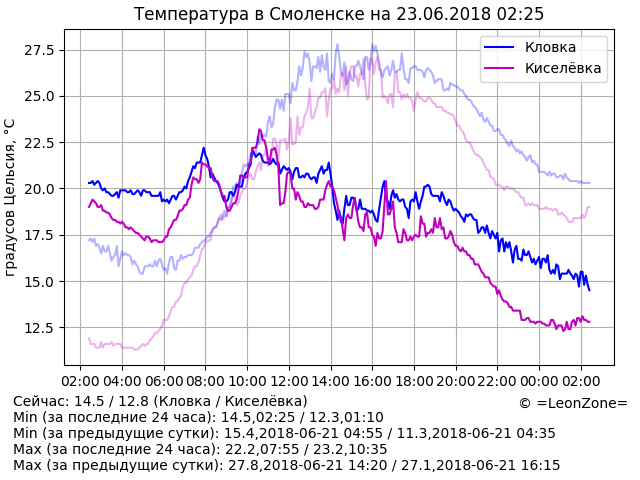 Температура в Смоленске на 23.06.2018 02:25
градусов Цельсия, °C
27.5
25.0
22.5
20.0
17.5
15.0
12.5
Кловка
Киселёвка
02:00 04:00 06:00 08:00 10:00 12:00 14:00 16:00 18:00 20:00 22:00 00:00 02:00
Сейчас: 14.5 / 12.8 (Кловка / Киселёвка)
© =LeonZone=
Min (за последние 24 часа): 14.5,02:25 / 12.3,01:10
Min (за предыдущие сутки): 15.4,2018-06-21 04:55 / 11.3,2018-06-21 04:35
Max (за последние 24 часа): 22.2,07:55 / 23.2,10:35
Max (за предыдущие сутки): 27.8,2018-06-21 14:20 / 27.1,2018-06-21 16:15